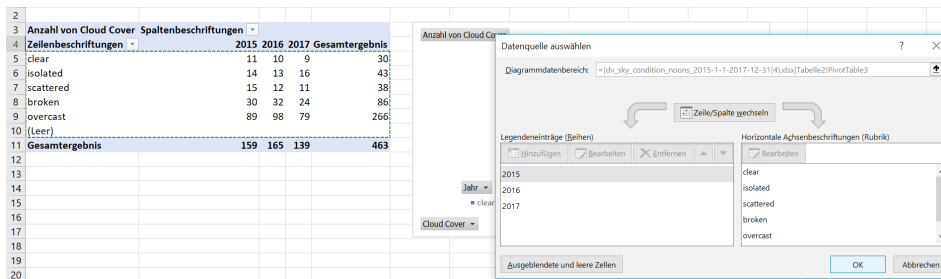 2
3 Anzahl von Cloud Cover Spaltenbeschriftungen
4 Zeilenbeschriftungen 2015 2016 2017 Gesamtergebnis
5 clear 11 10 9 30
6 isolated 14 13 16 43
7 scattered 15 12 11 38
8 broken 30 32 24 86
9 overcast 89 98 79 266
10 (Leer)
11 Gesamtergebnis 159 165 139 463
12
13
14
15
16
17
18
19
20
Anzahl von Cloud Cover
Jahr
clear
Cloud Cover
Datenquelle auswählen ? ×
Diagrammdatenbereich: =[dv_sky_condition_noons_2015-1-1-2017-12-31(4).xlsx]Tabelle2!PivotTable3
Zeile/Spalte wechseln
Legendeneinträge (Reihen)
Hinzufügen Bearbeiten Entfernen
2015
2016
2017
Horizontale Achsenbeschriftungen (Rubrik)
Bearbeiten
clear
isolated
scattered
broken
overcast
Ausgeblendete und leere Zellen
OK Abbrechen